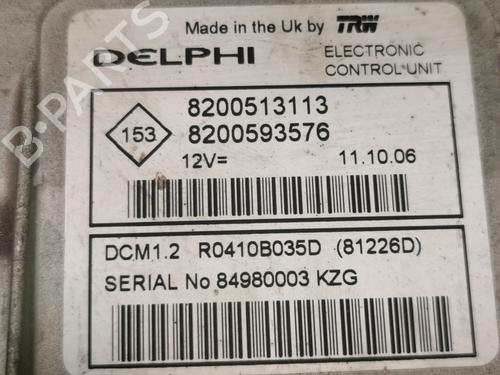 Made in the Uk by TRW
DELPHI
ELECTRONIC
CONTROL UNIT
153
8200513113
8200593576
12V= 11.10.06
DCM1.2 R0410B035D (81226D)
SERIAL No 84980003 KZG
B-PARTS